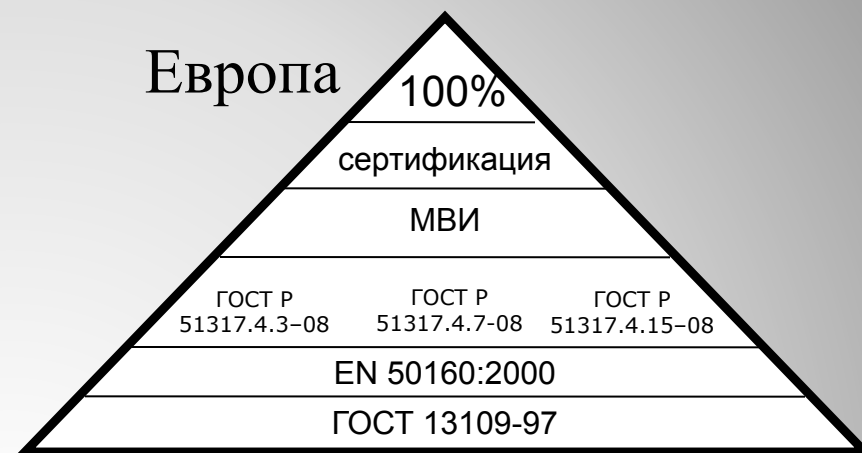 Европа
100%
сертификация
МВИ
ГОСТ Р ГОСТ Р ГОСТ Р
51317.4.3–08 51317.4.7-08 51317.4.15–08
EN 50160:2000
ГОСТ 13109-97